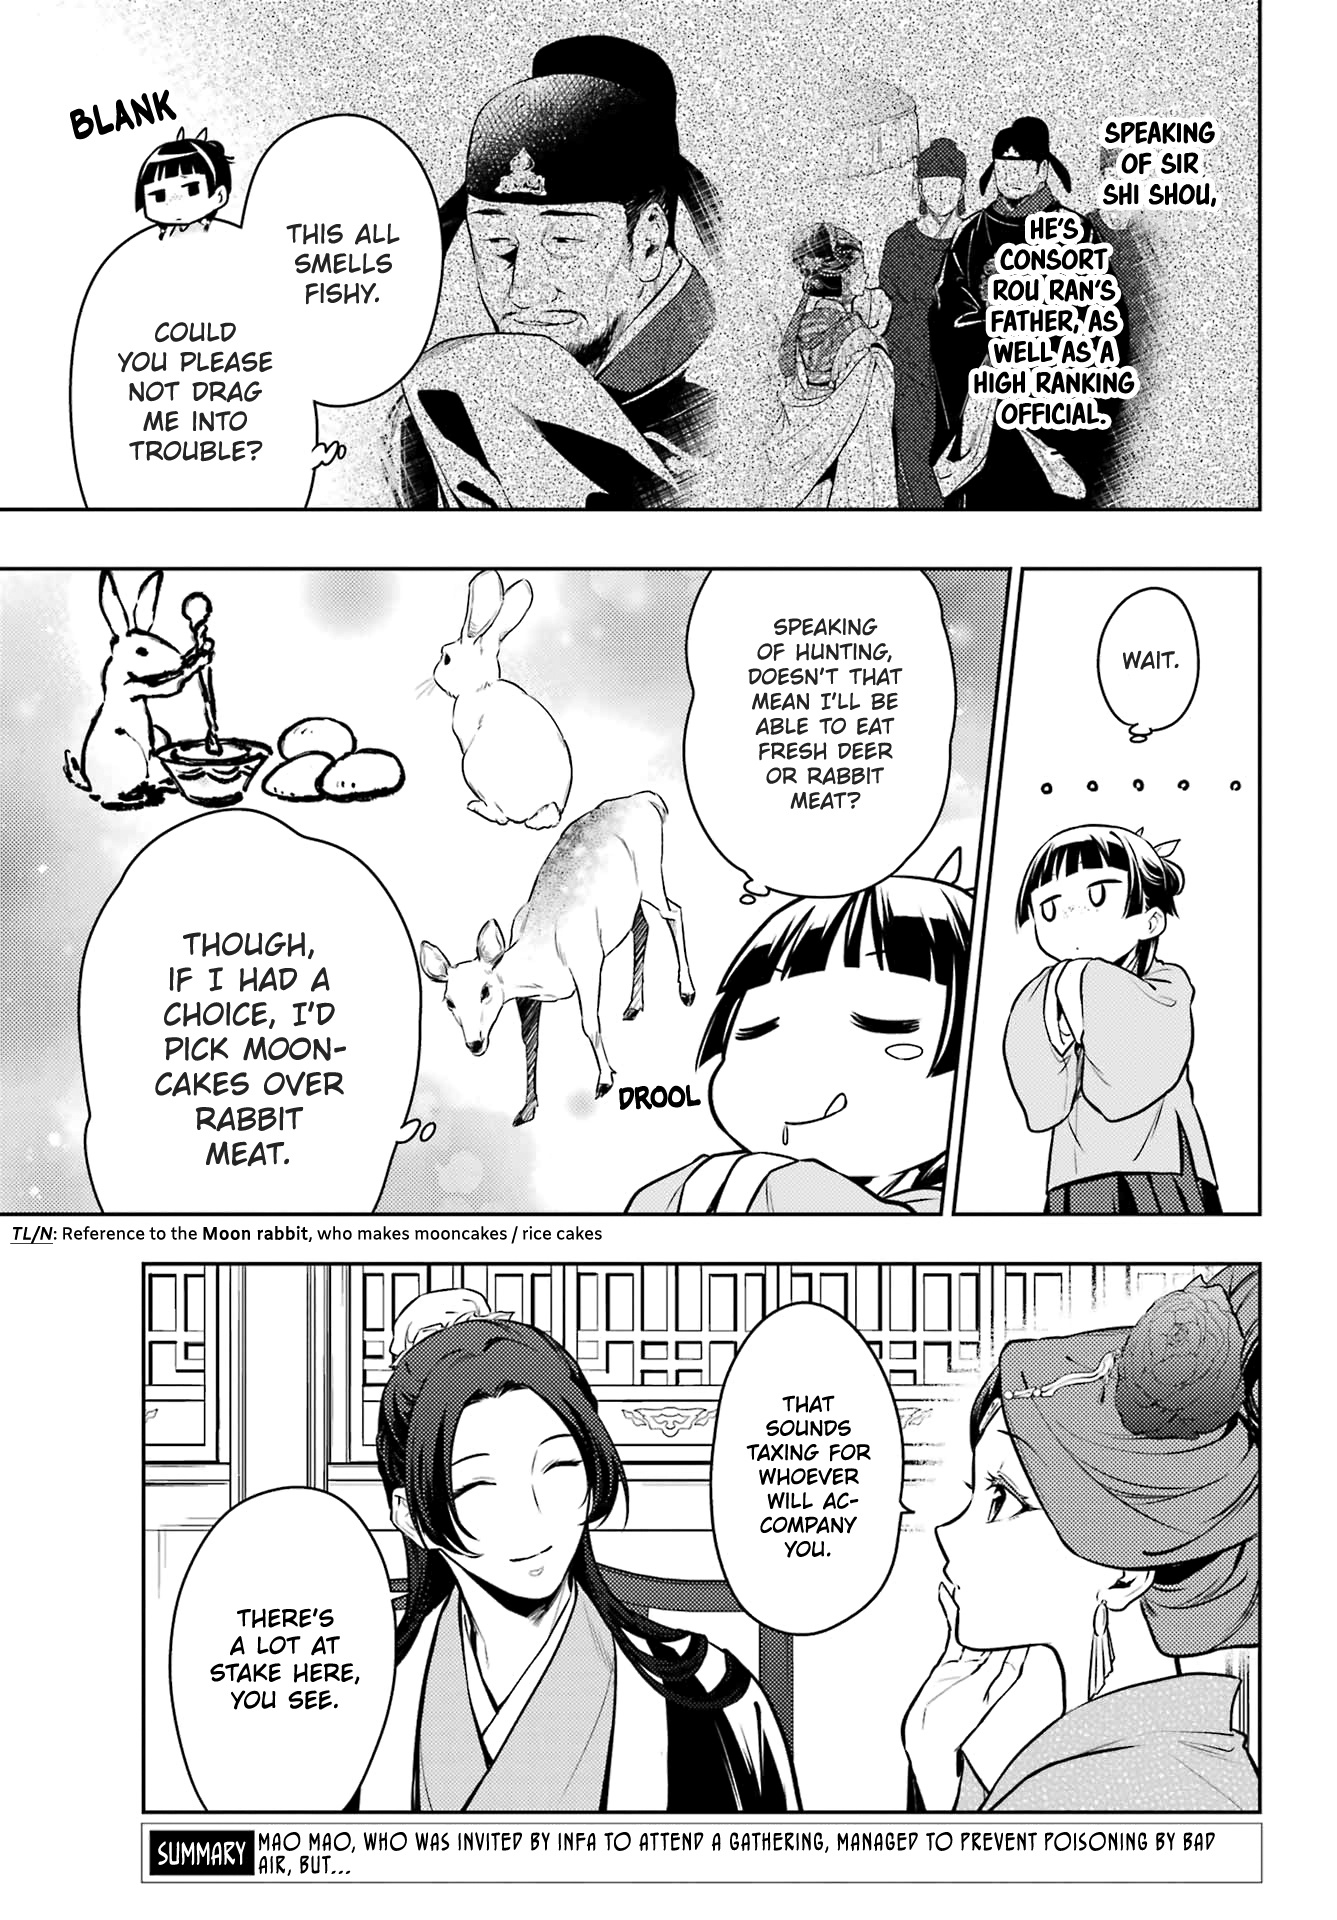 SPEAKING
OF SIR
SHI SHOU,
HE'S
CONSORT
ROU RAN'S
FATHER, AS
WELL AS A
HIGH RANKING
OFFICIAL.
THIS ALL
SMELLS
FISHY.
BLANK
COULD
YOU PLEASE
NOT DRAG
ME INTO
TROUBLE?
WAIT.
SPEAKING
OF HUNTING,
DOESN'T THAT
MEAN I'LL BE
ABLE TO EAT
FRESH DEER
OR RABBIT
MEAT?
DROOL
THOUGH,
IF I HAD A
CHOICE, I'D
PICK MOON-
CAKES OVER
RABBIT
MEAT.
TL/N: Reference to the Moon rabbit, who makes mooncakes / rice cakes
THAT
SOUNDS
TAXING FOR
WHOEVER
WILL AC-
COMPANY
YOU.
THERE'S
A LOT AT
STAKE HERE,
YOU SEE.
SUMMARY MAO MAO, WHO WAS INVITED BY INFA TO ATTEND A GATHERING, MANAGED TO PREVENT POISONING BY BAD
AIR, BUT...